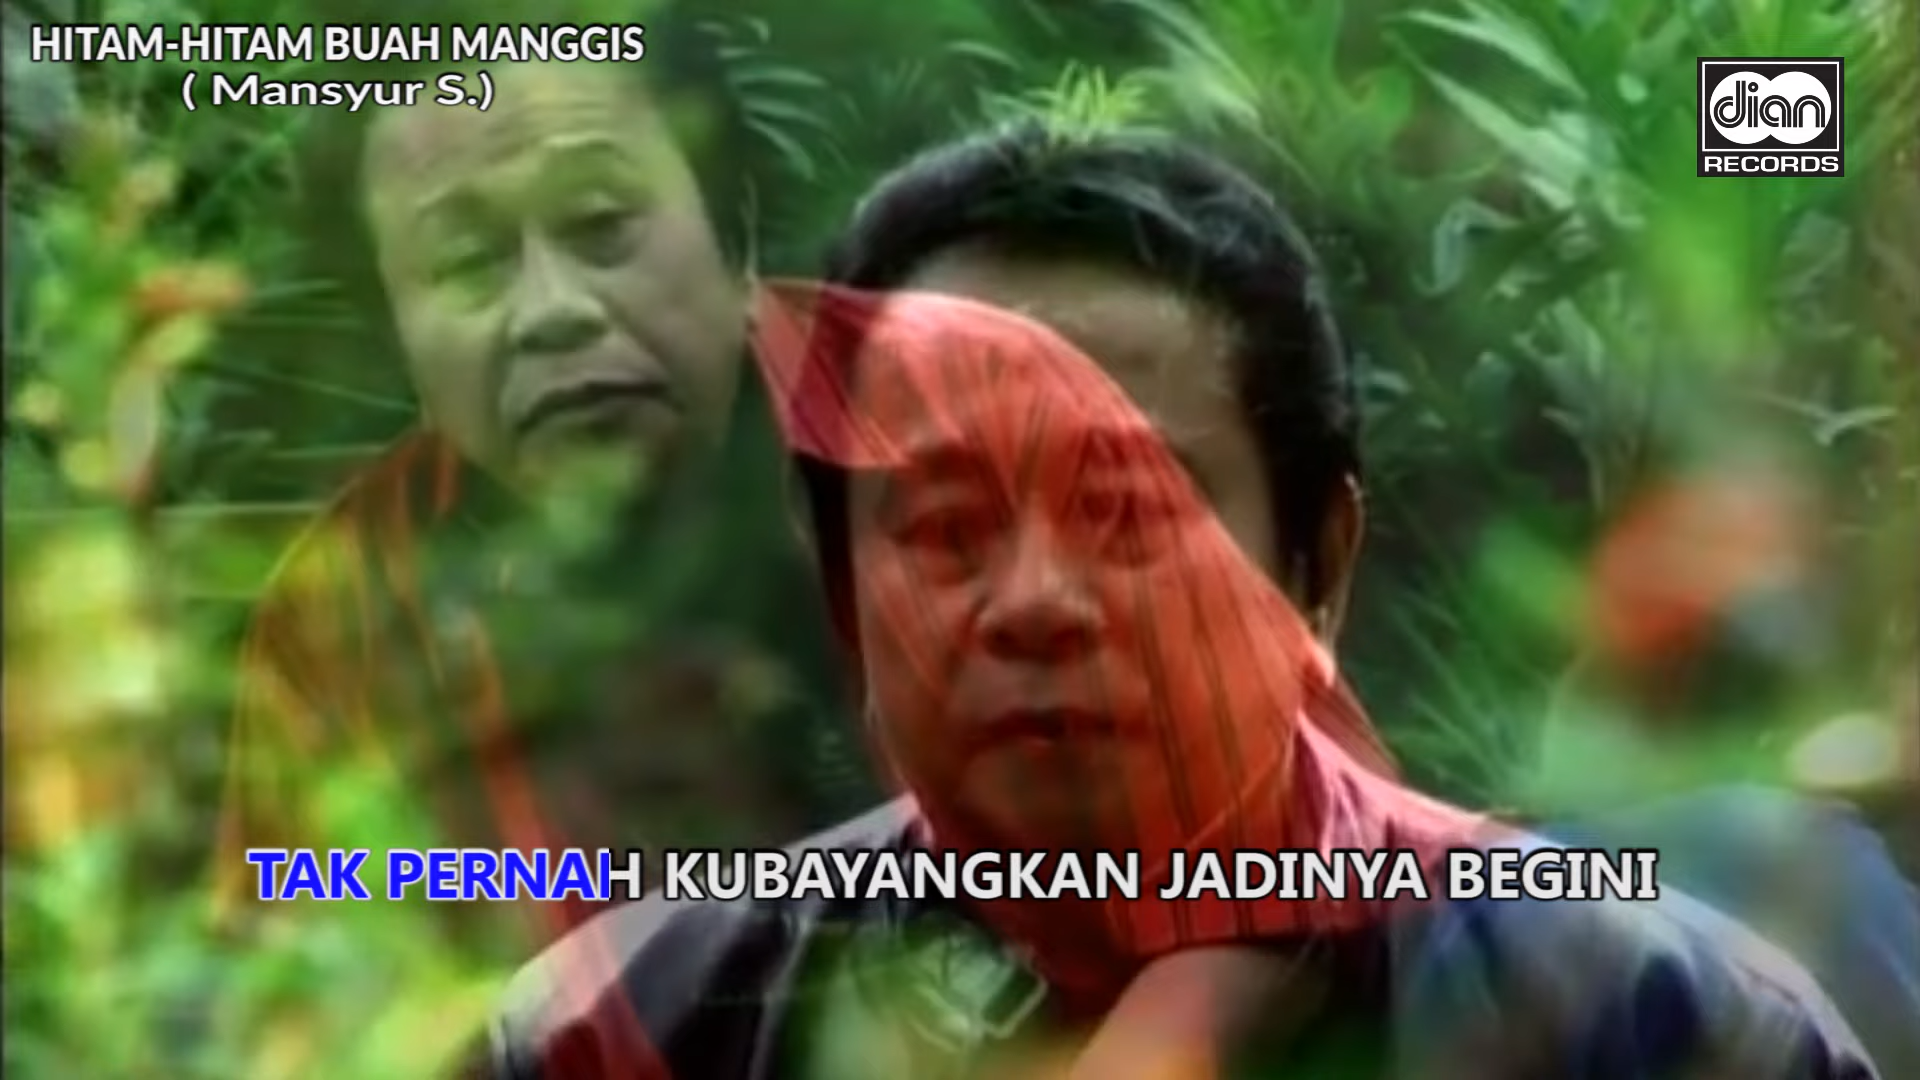 HITAM-HITAM BUAH MANGGIS
( Mansyur S.)
dian
RECORDS
TAK PERNAH KUBAYANGKAN JADINYA BEGINI